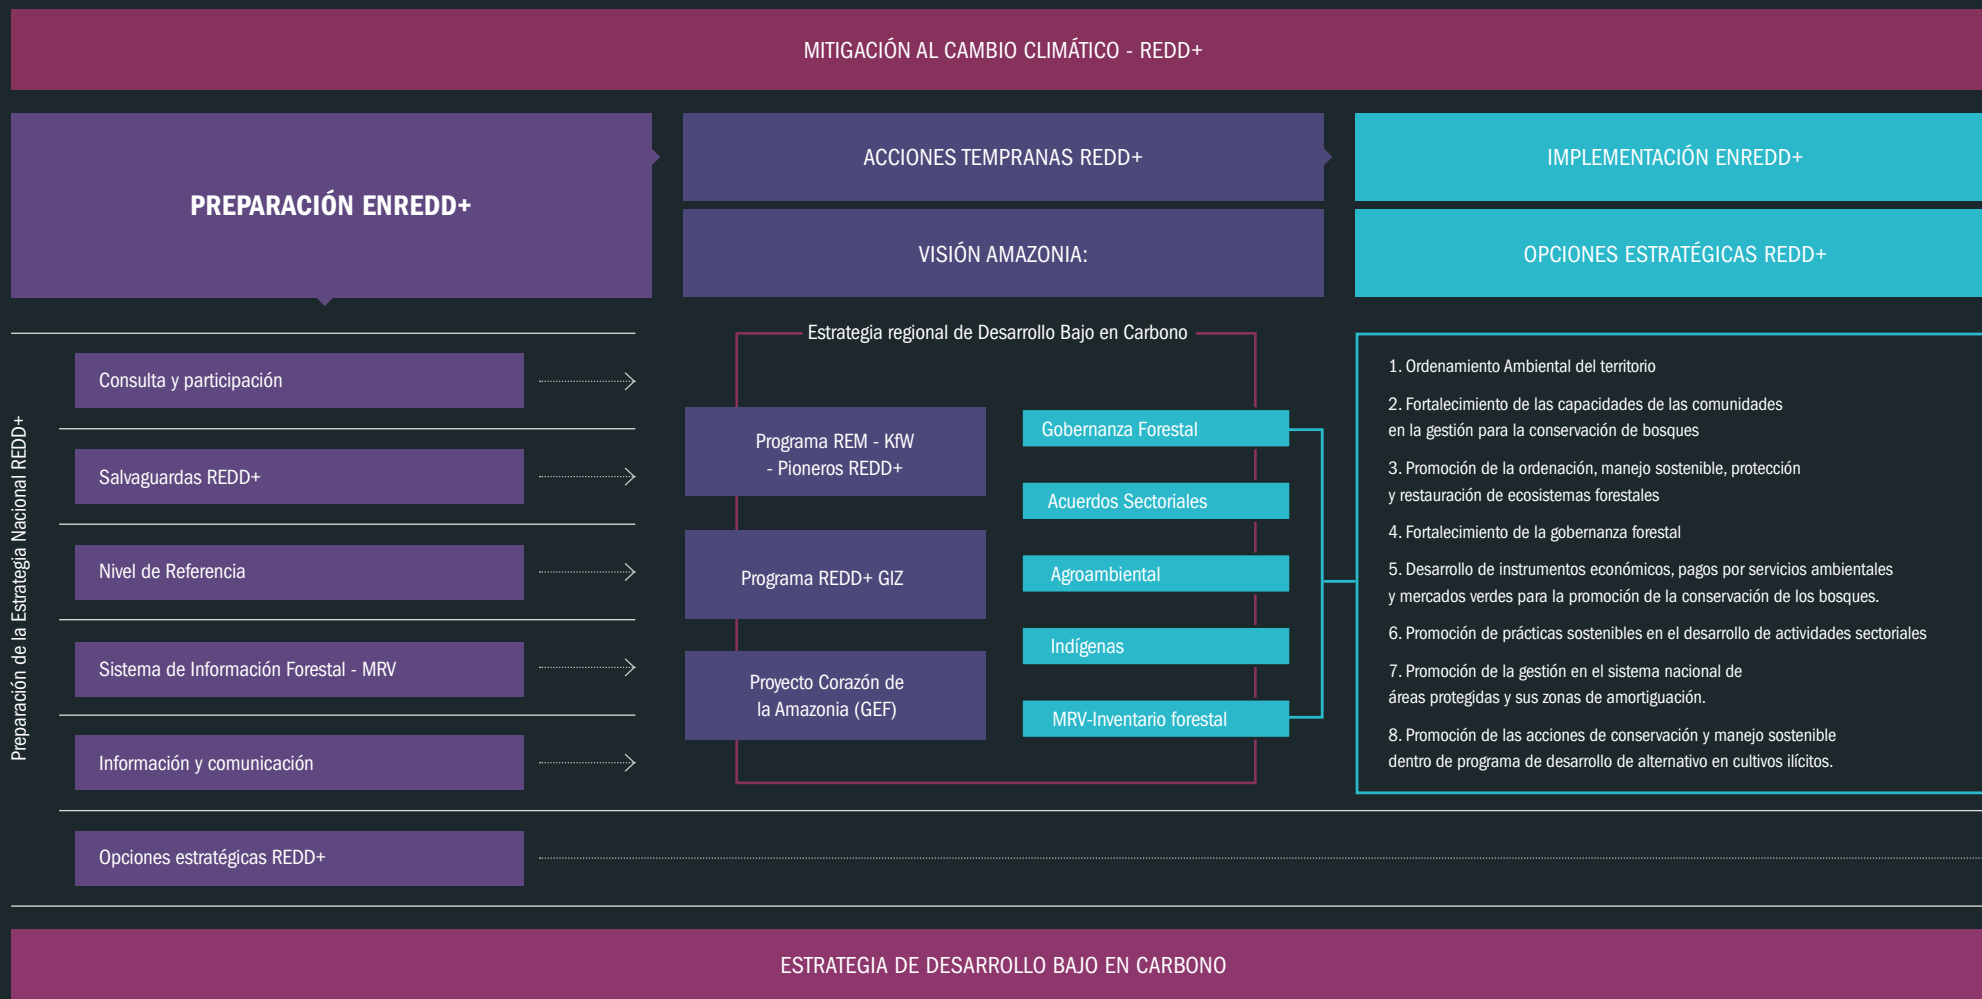 MITIGACIÓN AL CAMBIO CLIMÁTICO - REDD+
PREPARACIÓN ENREDD+
ACCIONES TEMPRANAS REDD+
VISIÓN AMAZONIA:
IMPLEMENTACIÓN ENREDD+
OPCIONES ESTRATÉGICAS REDD+
Preparación de la Estrategia Nacional REDD+
Consulta y participación
Salvaguardas REDD+
Nivel de Referencia
Sistema de Información Forestal - MRV
Información y comunicación
Opciones estratégicas REDD+
Estrategia regional de Desarrollo Bajo en Carbono
Programa REM - KfW
- Pioneros REDD+
Programa REDD+ GIZ
Proyecto Corazón de
la Amazonia (GEF)
Gobernanza Forestal
Acuerdos Sectoriales
Agroambiental
Indígenas
MRV-Inventario forestal
1. Ordenamiento Ambiental del territorio
2. Fortalecimiento de las capacidades de las comunidades
en la gestión para la conservación de bosques
3. Promoción de la ordenación, manejo sostenible, protección
y restauración de ecosistemas forestales
4. Fortalecimiento de la gobernanza forestal
5. Desarrollo de instrumentos económicos, pagos por servicios ambientales
y mercados verdes para la promoción de la conservación de los bosques.
6. Promoción de prácticas sostenibles en el desarrollo de actividades sectoriales
7. Promoción de la gestión en el sistema nacional de
áreas protegidas y sus zonas de amortiguación.
8. Promoción de las acciones de conservación y manejo sostenible
dentro de programa de desarrollo de alternativo en cultivos ilícitos.
ESTRATEGIA DE DESARROLLO BAJO EN CARBONO